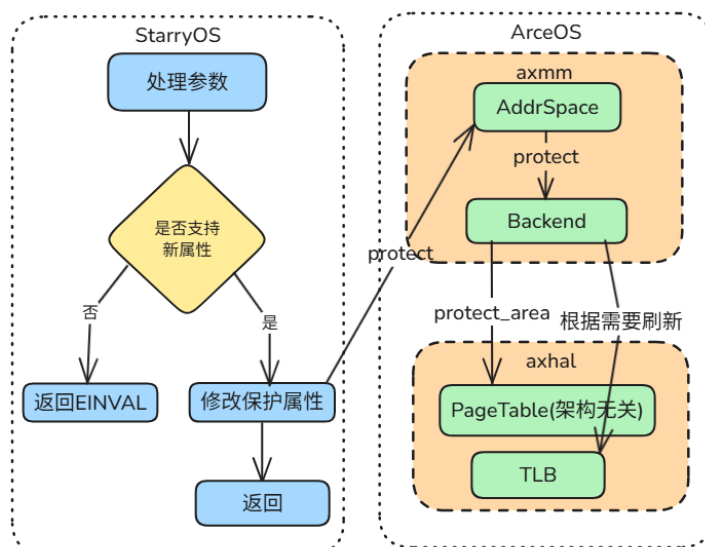 StarryOS
处理参数
是否支持
新属性
否
是
返回EINVAL
修改保护属性
返回
protect
ArceOS
axmm
AddrSpace
protect
Backend
protect_area
根据需要刷新
axhal
PageTable(架构无关)
TLB